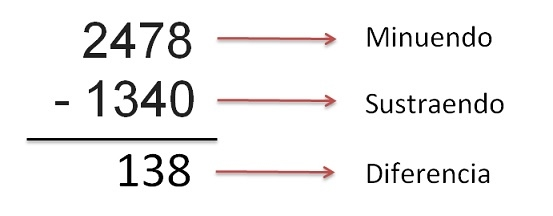 2478 Minuendo
- 1340 Sustraendo
138 Diferencia